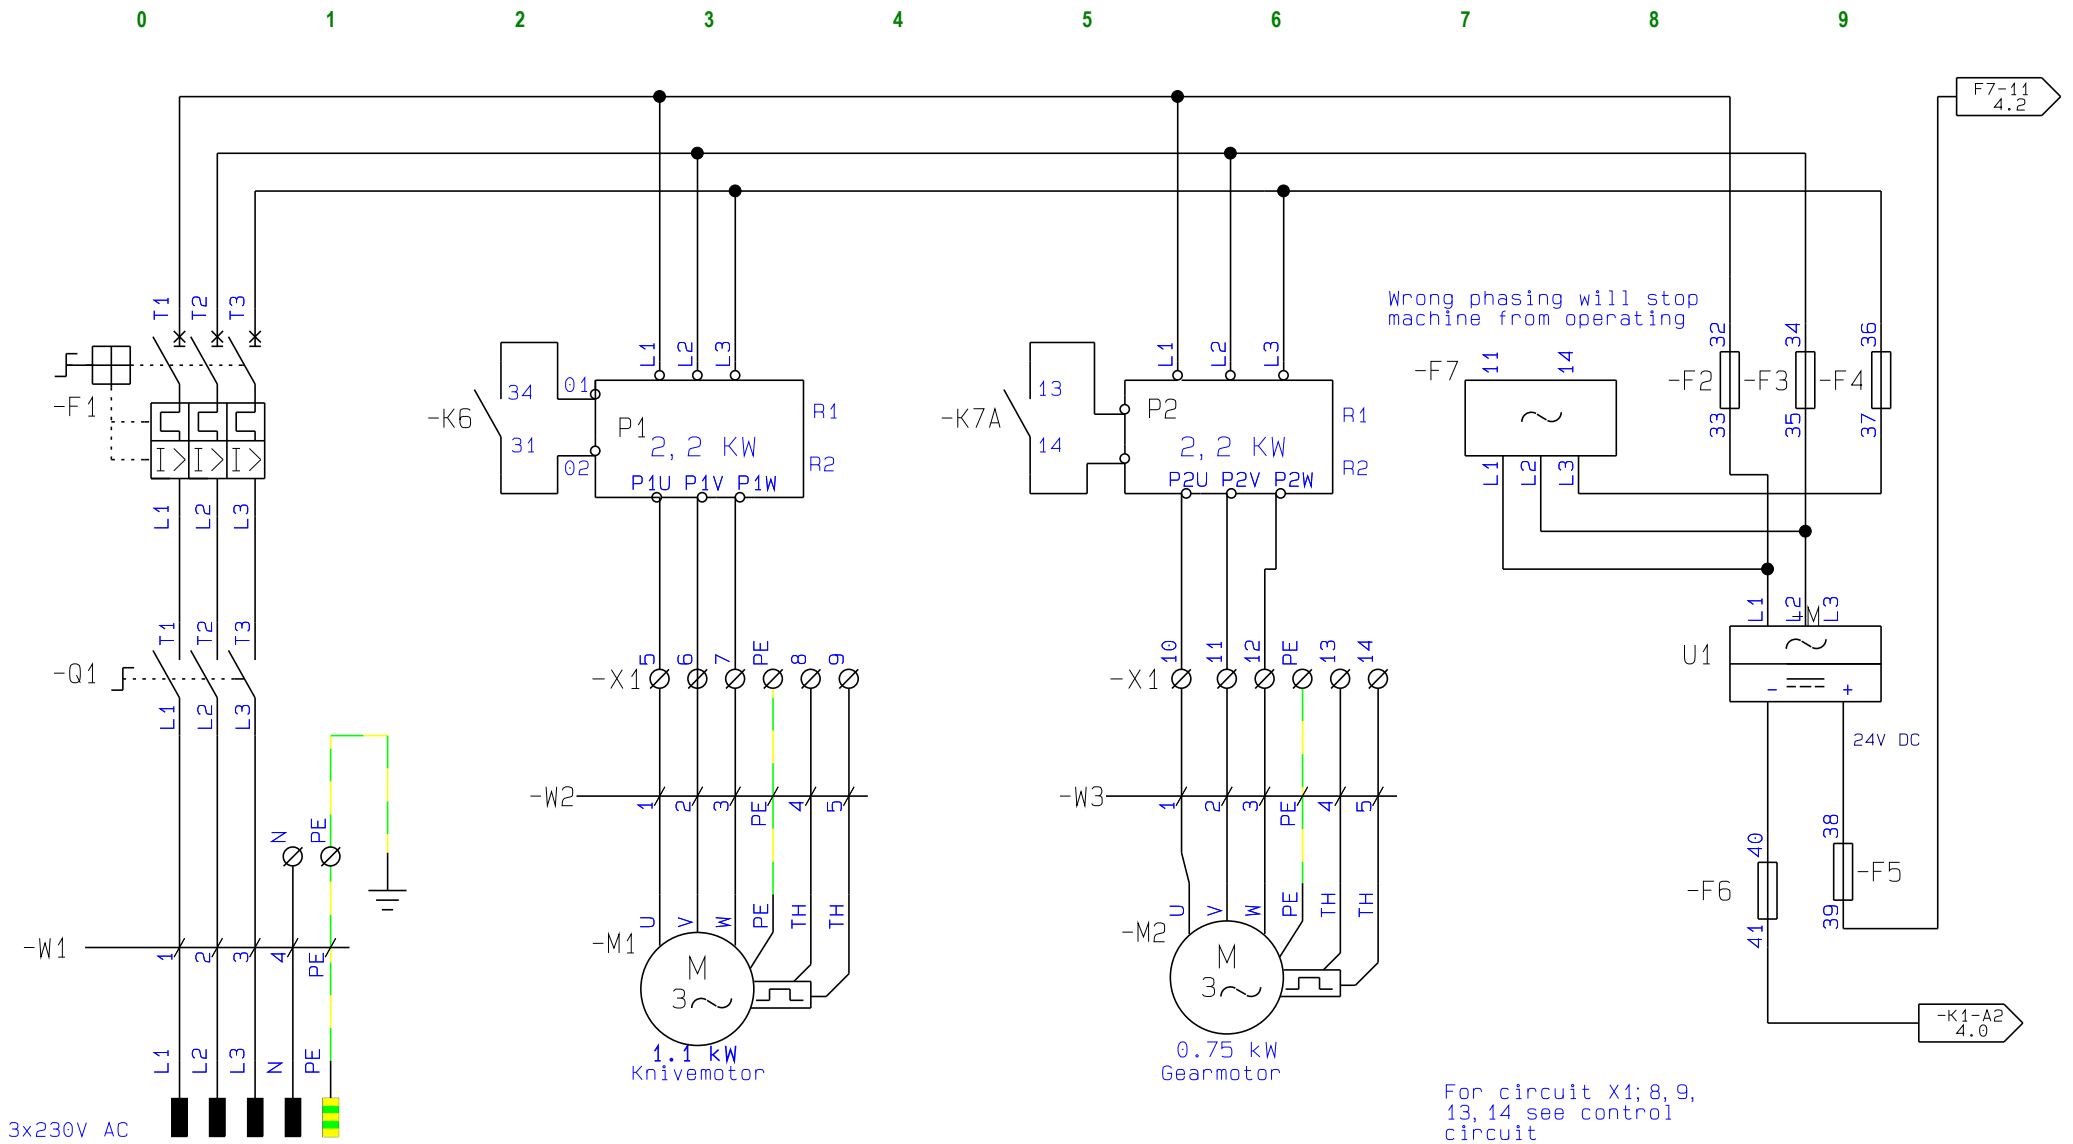 0 1 2 3 4 5 6 7 8 9
F7-11
4.2
T1 T2 T3
-F1
I> I> I>
L1 L2 L3
T1 T2 T3
-Q1
L1 L2 L3
N PE
-W1
1 2 3 4 PE
L1 L2 L3 N PE
3x230V AC
L1 L2 L3
-K6
34
31
01
02
P1
2,2 KW
R1
R2
P1U P1V P1W
-X1
5 6 7 PE 8 9
-W2
1 2 3 PE 4 5
U V W PE TH TH
-M1
M
3
1.1 kW
Knivemotor
L1 L2 L3
-K7A
13
14
P2
2,2 KW
R1
R2
P2U P2V P2W
-X1
10 11 12 PE 13 14
-W3
1 2 3 PE 4 5
U V W PE TH TH
-M2
M
3
0.75 kW
Gearmotor
Wrong phasing will stop
machine from operating
-F7
11 14
L1 L2 L3
32 34 36
-F2 -F3 -F4
33 35 37
L1 L2 L3
-M
U1
- +
24V DC
40 38
-F6 -F5
41 39
-K1-A2
4.0
For circuit X1;8,9,
13,14 see control
circuit